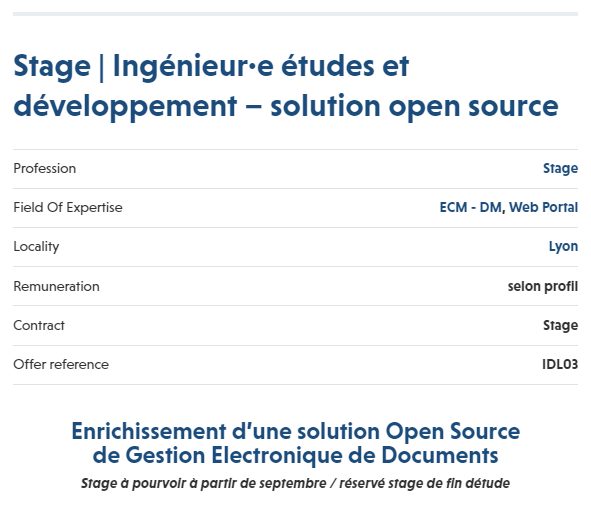 Stage | Ingénieur·e études et
développement – solution open source
Profession Stage
Field Of Expertise ECM - DM, Web Portal
Locality Lyon
Remuneration selon profil
Contract Stage
Offer reference IDL03
Enrichissement d’une solution Open Source
de Gestion Electronique de Documents
Stage à pourvoir à partir de septembre / réservé stage de fin détude